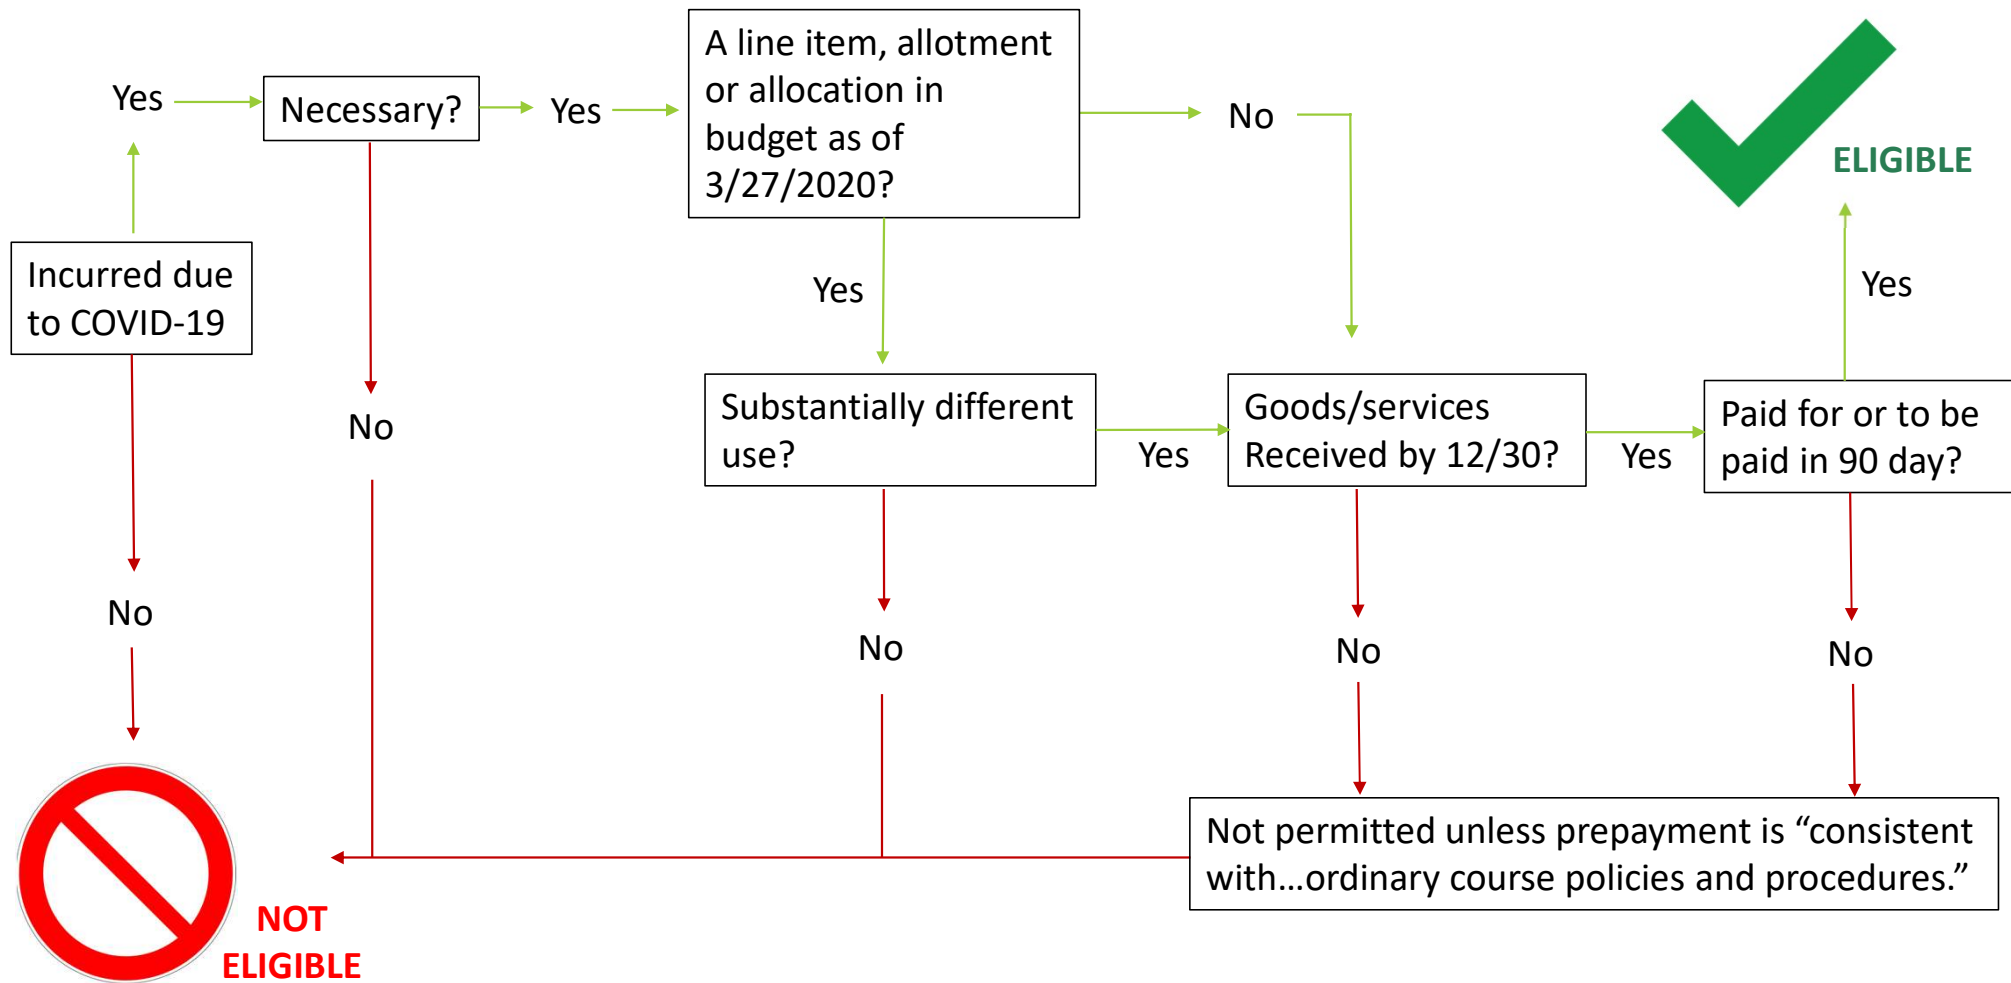 Yes
Necessary?
Yes
A line item, allotment
or allocation in
budget as of
3/27/2020?
No
ELIGIBLE
Incurred due
to COVID-19
Yes
Yes
No
Substantially different
use?
Yes
Goods/services
Received by 12/30?
Yes
Paid for or to be
paid in 90 day?
No
No
No
No
Not permitted unless prepayment is “consistent
with...ordinary course policies and procedures.”
NOT
ELIGIBLE